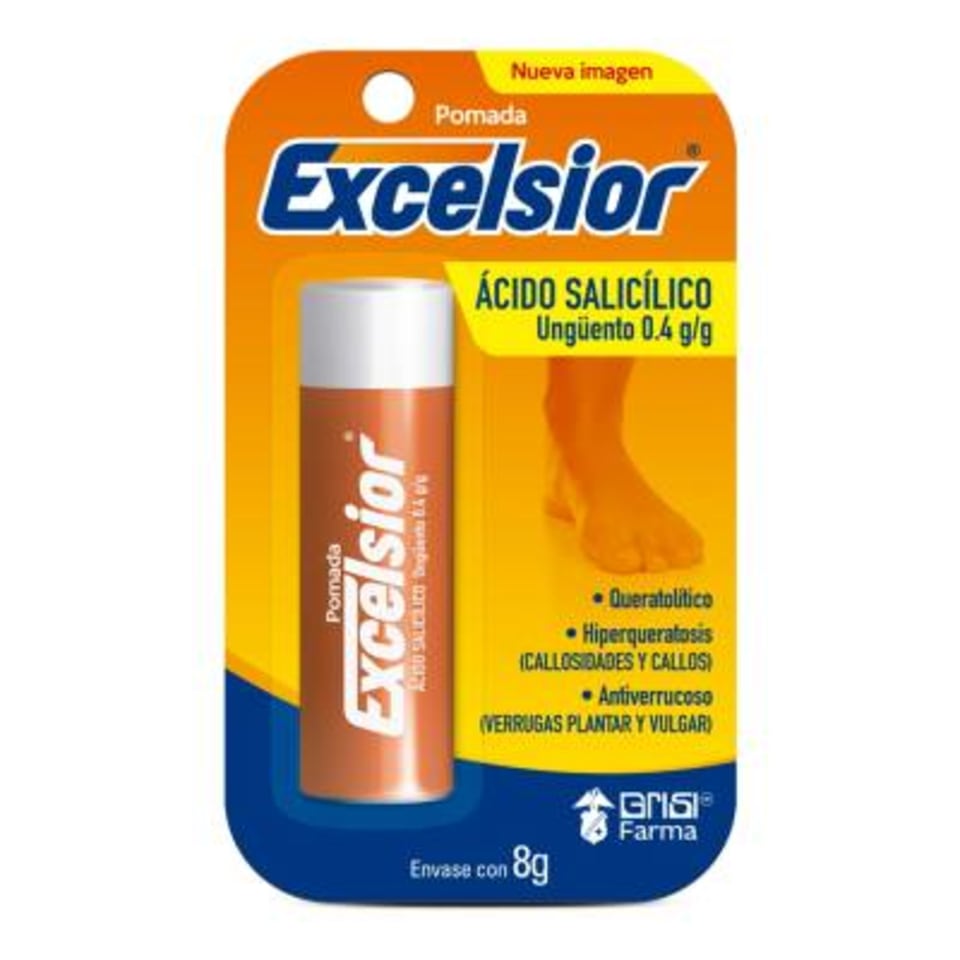 Nueva imagen
Pomada
Excelsior®
ÁCIDO SALICÍLICO
Ungüento 0.4 g/g
Pomada
Excelsior®
ÁCIDO SALICÍLICO Ungüento 0.4 g/g
• Queratolítico
• Hiperqueratosis
(CALLOSIDADES Y CALLOS)
• Antiverrucoso
(VERRUGAS PLANTAR Y VULGAR)
GRISI
Farma
Envase con 8g